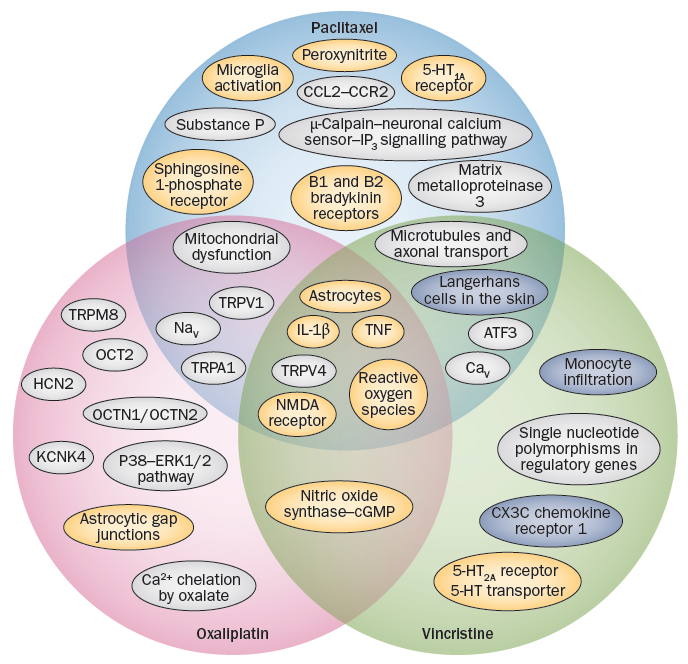 Paclitaxel
Peroxynitrite
Microglia
activation
5-HT1A
receptor
CCL2–CCR2
Substance P
μ-Calpain–neuronal calcium
sensor–IP3 signalling pathway
Sphingosine-
1-phosphate
receptor
B1 and B2
bradykinin
receptors
Matrix
metalloproteinase
3
Mitochondrial
dysfunction
Microtubules and
axonal transport
Langerhans
cells in the skin
TRPV1
Nav
TRPA1
Astrocytes
IL-1β
TNF
TRPV4
Reactive
oxygen
species
NMDA
receptor
ATF3
Cav
TRPM8
OCT2
HCN2
OCTN1/OCTN2
KCNK4
P38–ERK1/2
pathway
Astrocytic gap
junctions
Ca2+ chelation
by oxalate
Nitric oxide
synthase–cGMP
Monocyte
infiltration
Single nucleotide
polymorphisms in
regulatory genes
CX3C chemokine
receptor 1
5-HT2A receptor
5-HT transporter
Oxaliplatin
Vincristine